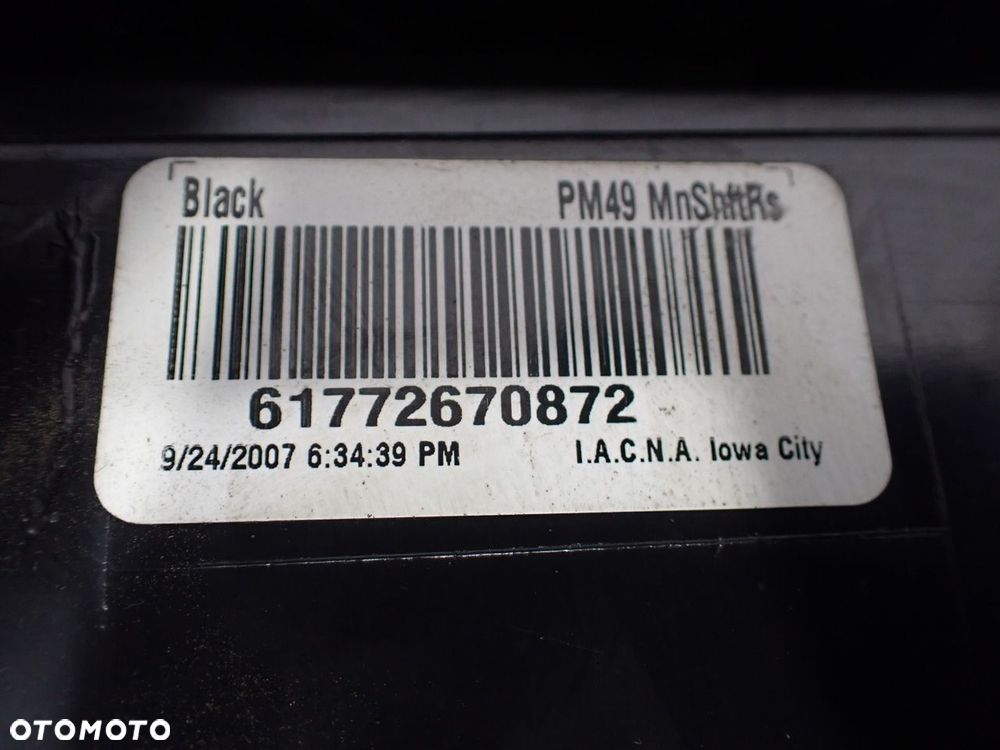 Black PM49 MnShftRs
61772670872
9/24/2007 6:34:39 PM I.A.C.N.A. Iowa City
OTOMOTO